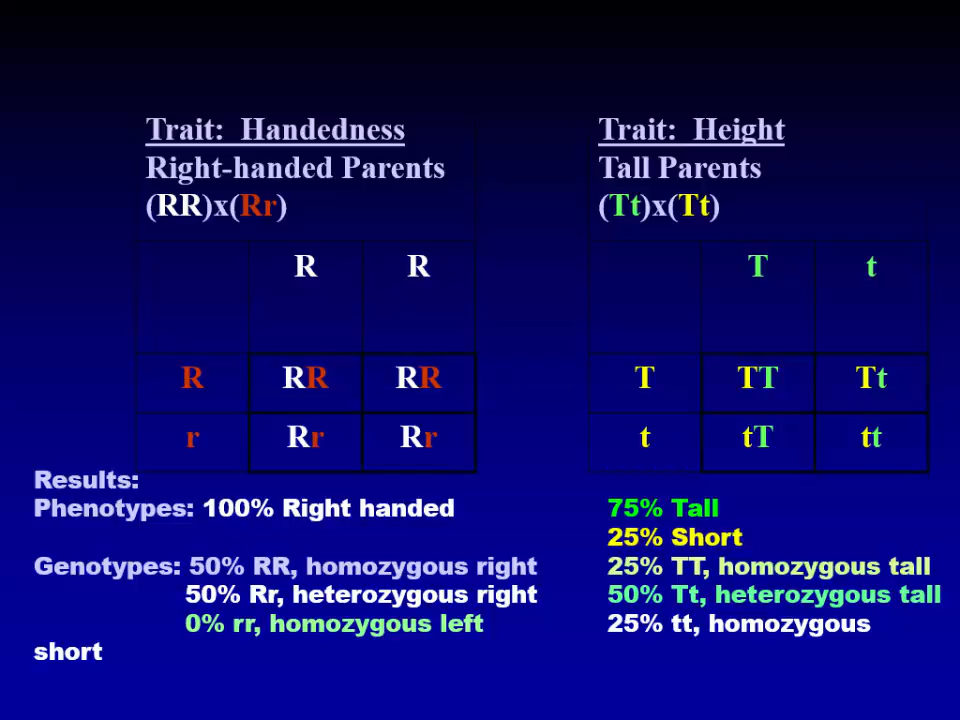 Trait:  Handedness
Right-handed Parents
(RR)x(Rr)
R R
R RR RR
r Rr Rr
Trait:  Height
Tall Parents
(Tt)x(Tt)
T t
T TT Tt
t tT tt
Results:
Phenotypes: 100% Right handed 75% Tall
25% Short
Genotypes: 50% RR, homozygous right 25% TT, homozygous tall
50% Rr, heterozygous right 50% Tt, heterozygous tall
0% rr, homozygous left 25% tt, homozygous
short